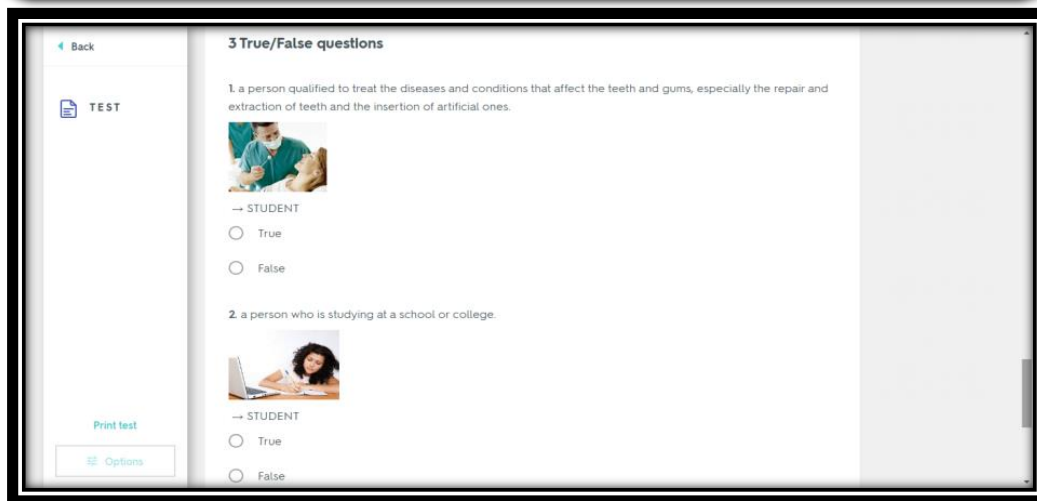 Back
TEST
Print test
Options
3 True/False questions
1. a person qualified to treat the diseases and conditions that affect the teeth and gums, especially the repair and
extraction of teeth and the insertion of artificial ones.
→ STUDENT
True
False
2. a person who is studying at a school or college.
→ STUDENT
True
False